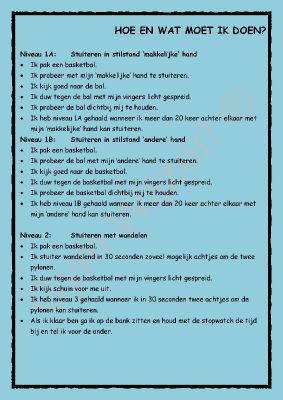 HOE EN WAT MOET IK DOEN?
Niveau 1A: Stuiteren in stilstand 'makkelijke' hand
• Ik pak een basketbal.
• Ik probeer met mijn 'makkelijke' hand te stuiteren.
• Ik kijk goed naar de bal.
• Ik duw tegen de bal met mijn vingers licht gespreid.
• Ik probeer de bal dichtbij mij te houden.
• Ik heb niveau 1A gehaald wanneer ik meer dan 20 keer achter elkaar met
mijn 'makkelijke' hand kan stuiteren.
Niveau 1B: Stuiteren in stilstand 'andere' hand
• Ik pak een basketbal.
• Ik probeer de bal met mijn 'andere' hand te stuiteren.
• Ik kijk goed naar de basketbal.
• Ik duw tegen de basketbal met mijn vingers licht gespreid.
• Ik probeer de basketbal dichtbij mij te houden.
• Ik heb niveau 1B gehaald wanneer ik meer dan 20 keer achter elkaar met
mijn 'andere' hand kan stuiteren.
Niveau 2: Stuiteren met wandelen
• Ik pak een basketbal.
• Ik stuiter wandelend in 30 seconden zoveel mogelijk achtjes om de twee
pylonen.
• Ik duw tegen de basketbal met mijn vingers licht gespreid.
• Ik kijk schuin voor me uit.
• Ik heb niveau 3 gehaald wanneer ik in 30 seconden twee achtjes om de
pylonen kan stuiteren.
• Als ik klaar ben ga ik op de bank zitten en houd met de stopwatch de tijd
bij en tel ik voor de ander.